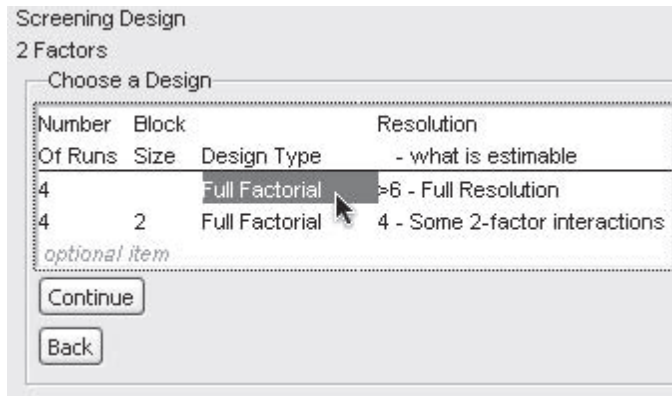 Screening Design
2 Factors
Choose a Design
Number Block Resolution
Of Runs Size Design Type - what is estimable
4 Full Factorial >6 - Full Resolution
4 2 Full Factorial 4 - Some 2-factor interactions
optional item
Continue
Back